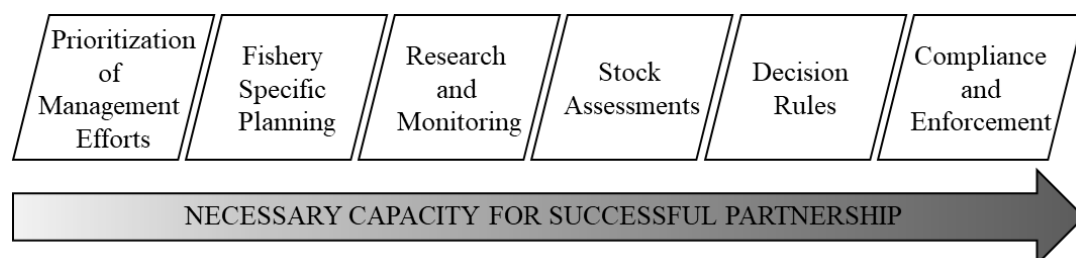 Prioritization
of
Management
Efforts
Fishery
Specific
Planning
Research
and
Monitoring
Stock
Assessments
Decision
Rules
Compliance
and
Enforcement
NECESSARY CAPACITY FOR SUCCESSFUL PARTNERSHIP